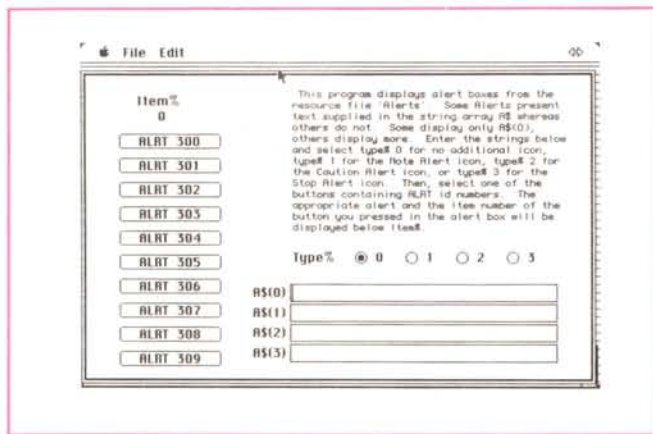 File Edit
Item%
0
ALRT 300
ALRT 301
ALRT 302
ALRT 303
ALRT 304
ALRT 305
ALRT 306
ALRT 307
ALRT 308
ALRT 309
This program displays alert boxes from the
resource file 'Alerts' Some Alerts present
text supplied in the string array A$ whereas
others do not. Some display only A$(0),
others display more. Enter the strings below
and select type% 0 for no additional icon,
type% 1 for the Note Alert icon, type% 2 for
the Caution Alert icon, or type% 3 for the
Stop Alert icon. Then, select one of the
buttons containing ALRT id numbers. The
appropriate alert and the item number of the
button you pressed in the alert box will be
displayed below Item%.
Type% 0 1 2 3
A$(0)
A$(1)
A$(2)
A$(3)